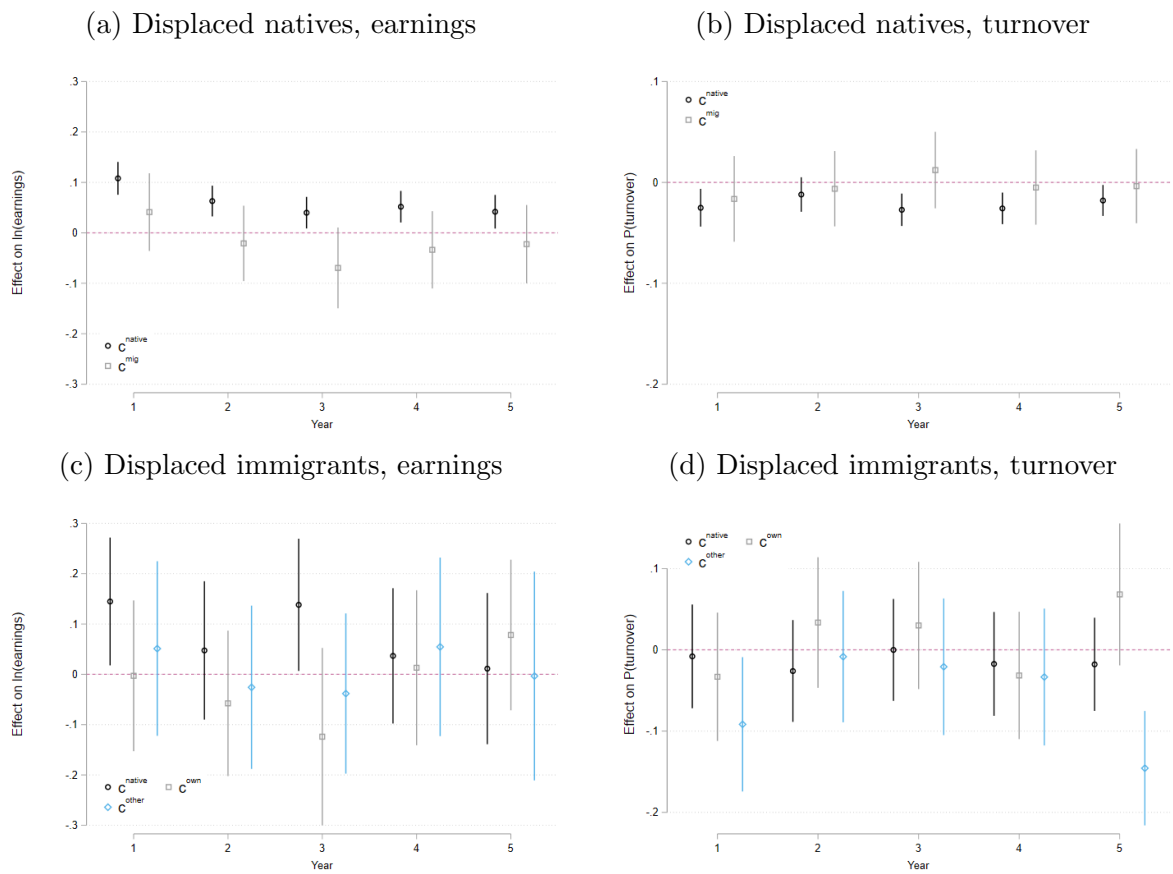 (a) Displaced natives, earnings
(b) Displaced natives, turnover
Effect on ln(earnings)
.3
.2
.1
0
-.1
-.2
-.3
C^native
C^mig
1 2 3 4 5
Year
Effect on P(turnover)
.1
0
-.1
-.2
C^native
C^mig
1 2 3 4 5
Year
(c) Displaced immigrants, earnings
(d) Displaced immigrants, turnover
Effect on ln(earnings)
.3
.2
.1
0
-.1
-.2
-.3
C^native C^own
C^other
1 2 3 4 5
Year
Effect on P(turnover)
.1
0
-.1
-.2
C^native C^own
C^other
1 2 3 4 5
Year